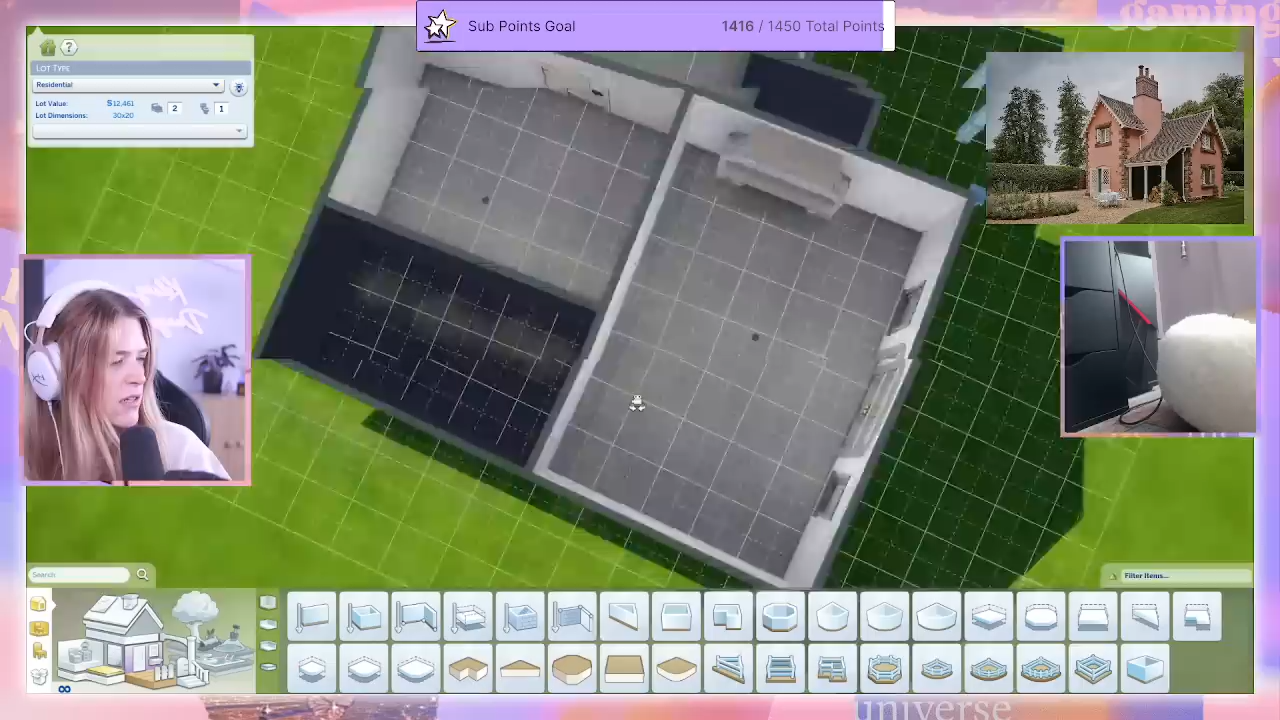 gaming
Sub Points Goal 1416 / 1450 Total Points
?
Lot Type
Residential
Lot Value: $12,461 2 1
Lot Dimensions: 30x20
Search
Filter Items...
universe